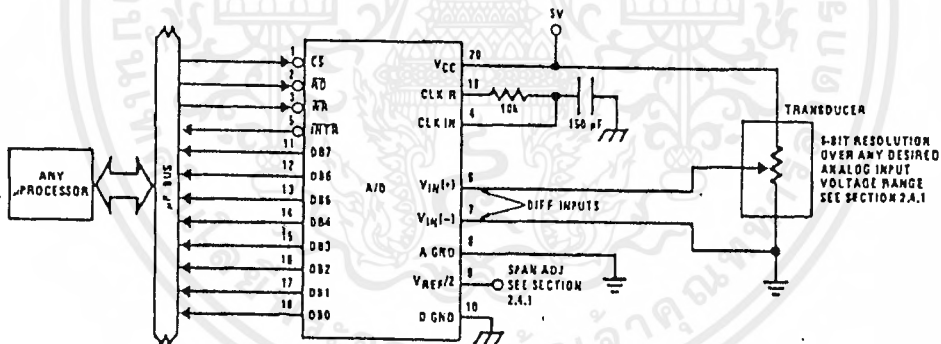 5V
1 CS
2 RD
3 WR
5 INTR
11 DB7
12 DB6
13 DB5
14 DB4
15 DB3
16 DB2
17 DB1
18 DB0
ANY
μPROCESSOR
μP BUS
A/D
VCC 20
CLK R 19
10k
CLK IN 4
150 pF
VIN(+) 6
DIFF INPUTS
VIN(–) 7
A GND 8
VREF/2 9
SPAN ADJ
SEE SECTION
2.4.1
D GND 10
TRANSDUCER
8-BIT RESOLUTION
OVER ANY DESIRED
ANALOG INPUT
VOLTAGE RANGE
SEE SECTION 2.4.1